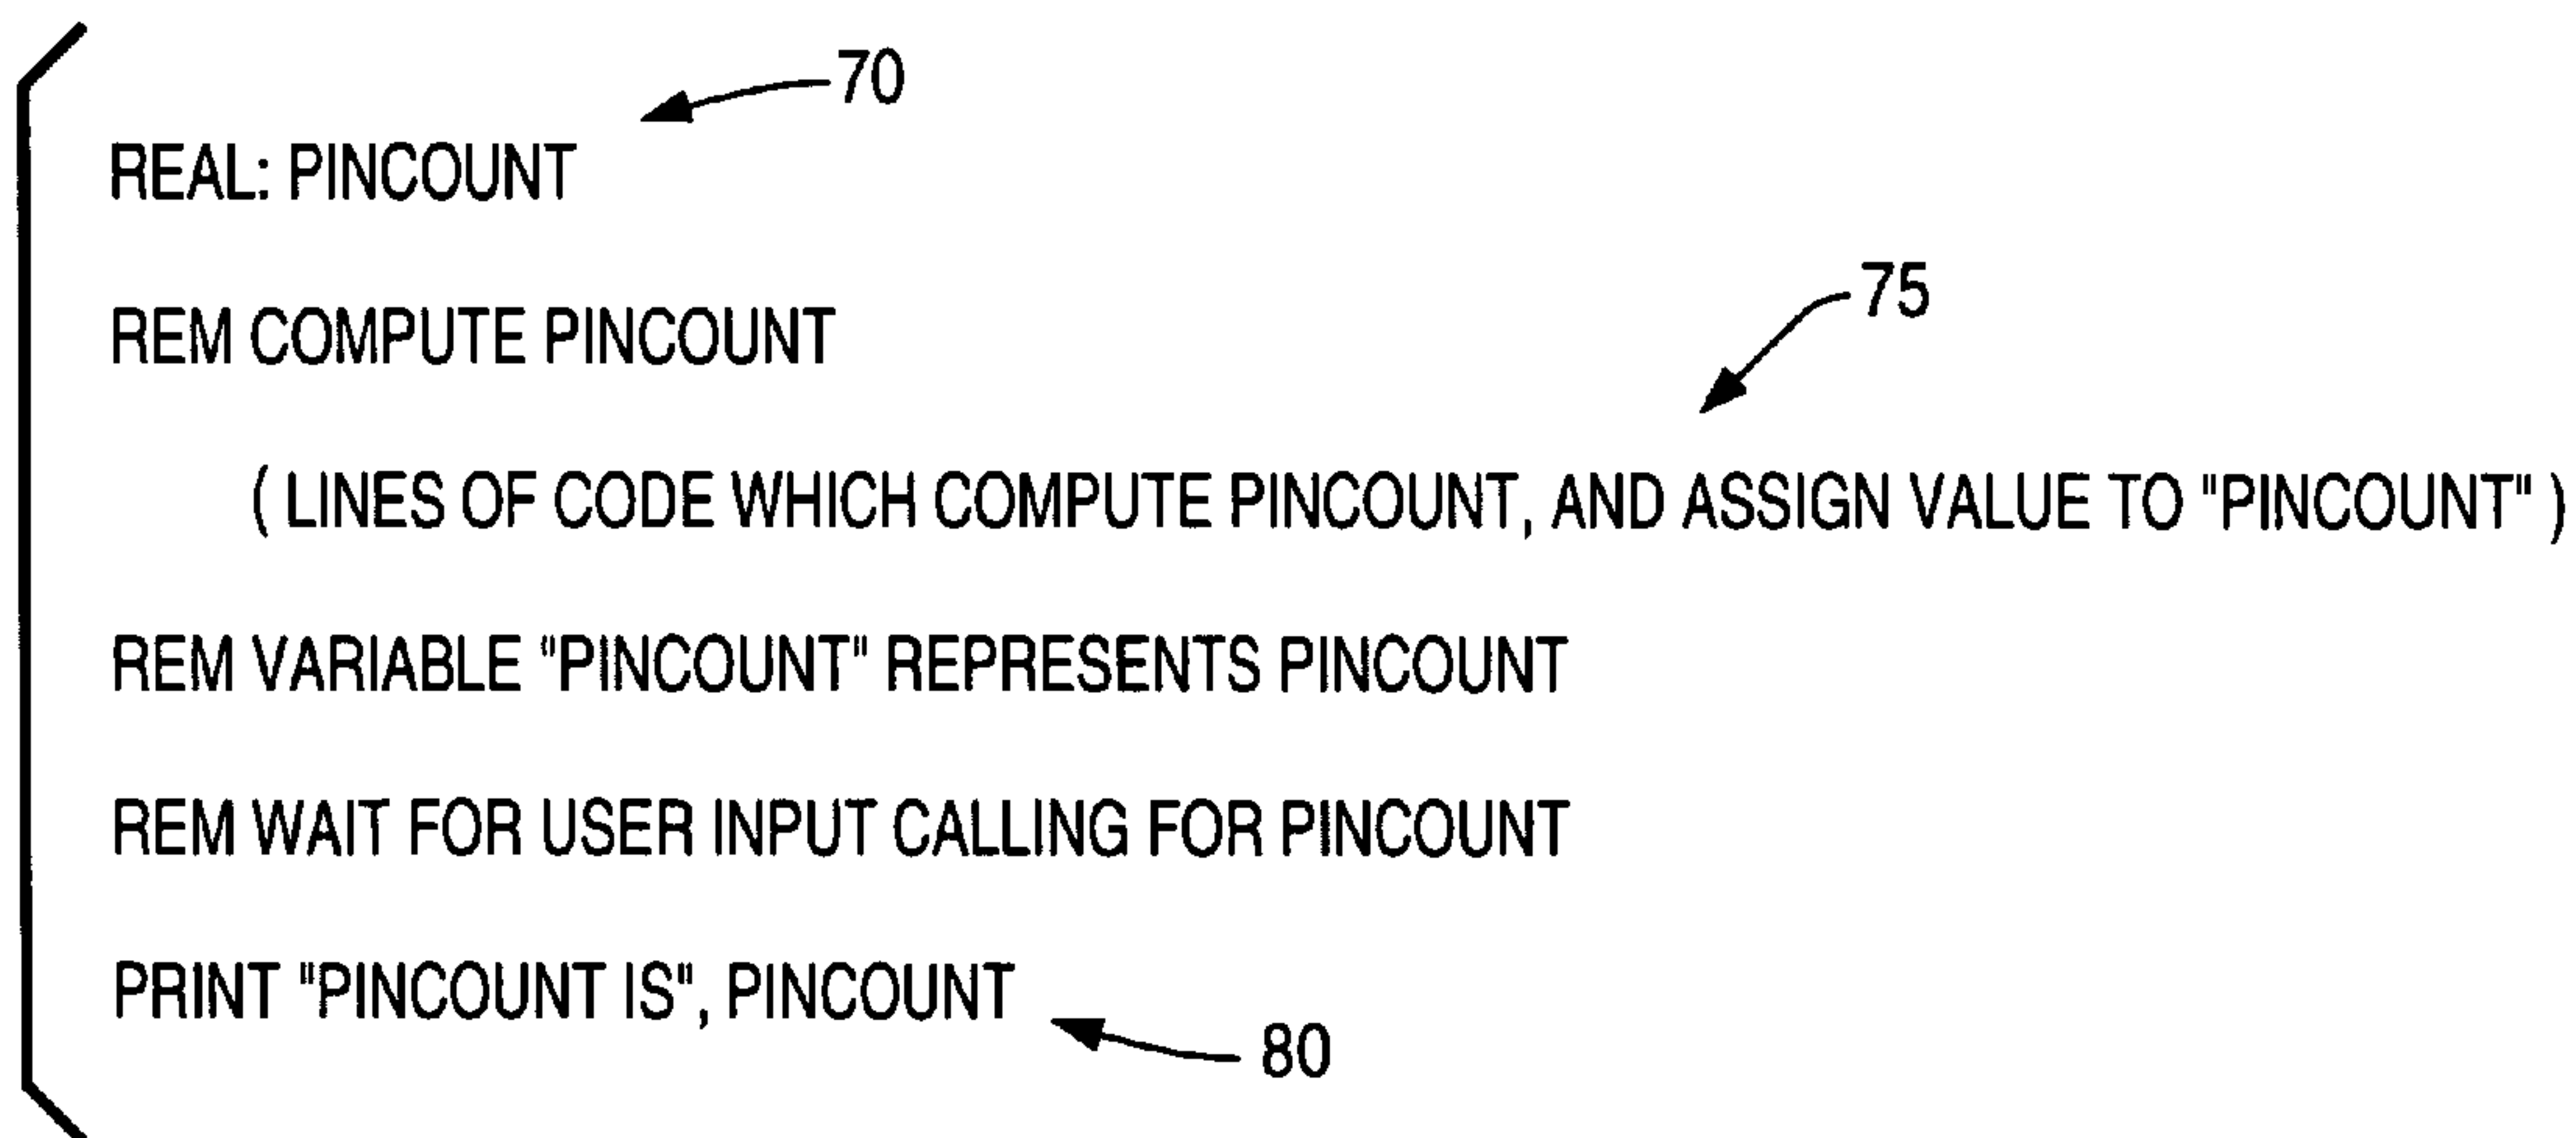 70
REAL: PINCOUNT
75
REM COMPUTE PINCOUNT
( LINES OF CODE WHICH COMPUTE PINCOUNT, AND ASSIGN VALUE TO "PINCOUNT" )
REM VARIABLE "PINCOUNT" REPRESENTS PINCOUNT
REM WAIT FOR USER INPUT CALLING FOR PINCOUNT
PRINT "PINCOUNT IS", PINCOUNT
80